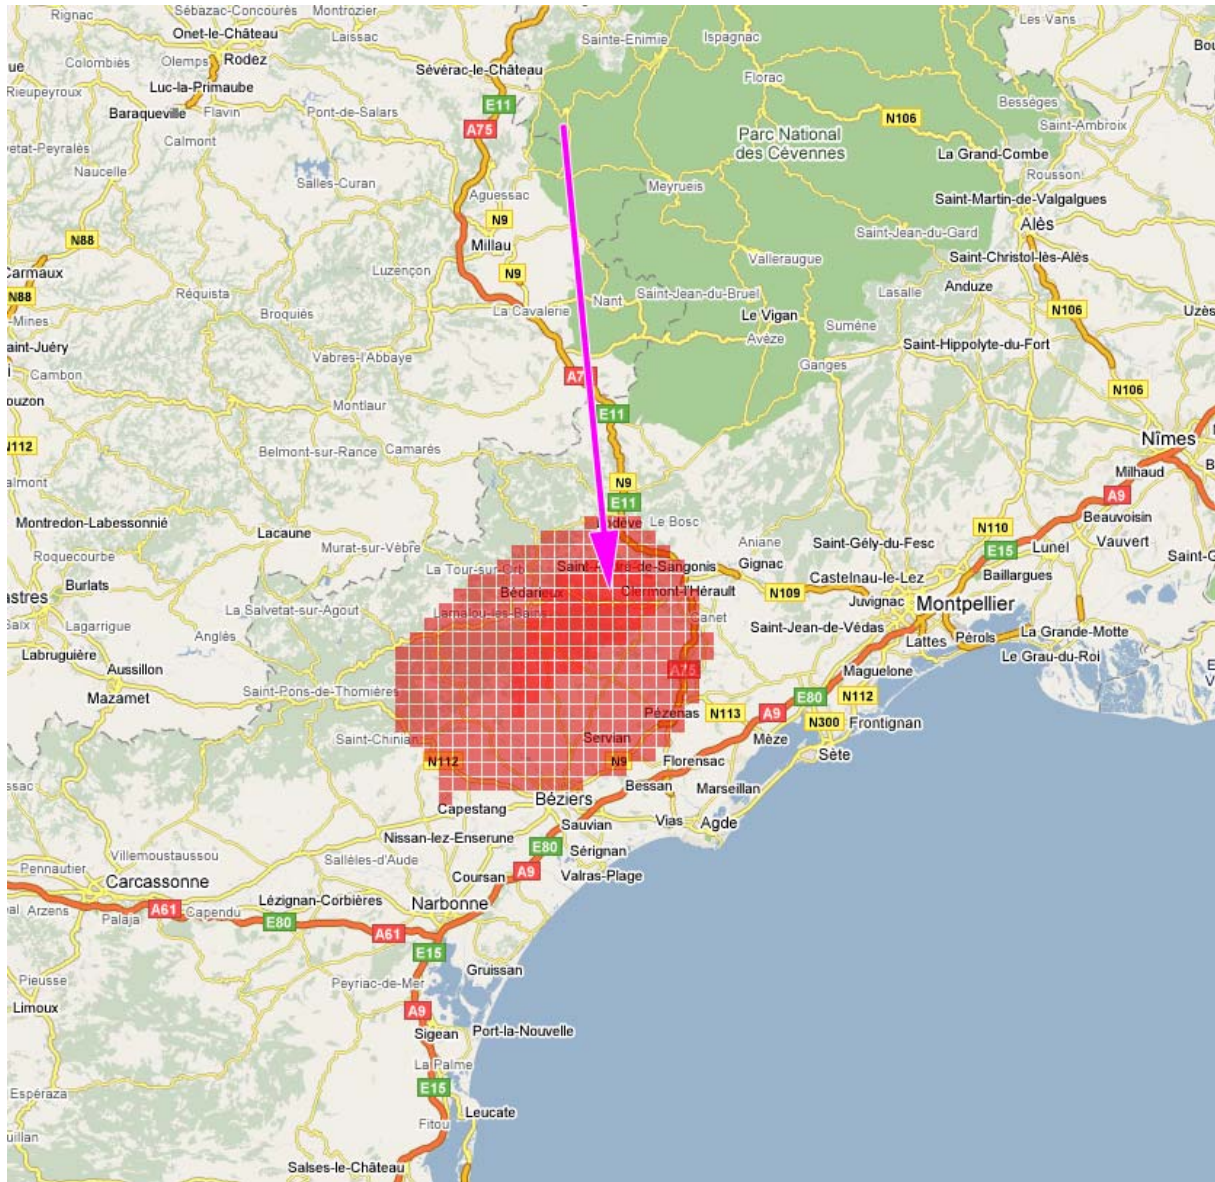 Sébazac-Concourès
Montrozier
Rignac
Onet-le-Château
Laissac
Sainte-Enimie
Ispagnac
Les Vans
Colombiès
Olemps
Rodez
Sévérac-le-Château
Florac
Rieupeyroux
Luc-la-Primaube
Bessèges
E11
Baraqueville
Flavin
Pont-de-Salars
N106
Saint-Ambroix
A75
Parc National
des Cévennes
Calmont
La Grand-Combe
Naucelle
Rousson
Salles-Curan
Meyrueis
Aguessac
Saint-Martin-de-Valgalgues
N9
Alès
N88
Millau
Saint-Jean-du-Gard
Valleraugue
Saint-Christol-lès-Alès
Luzençon
N9
Carmaux
N88
Réquista
Nant
Saint-Jean-du-Bruel
Lasalle
Anduze
La Cavalerie
N106
Broquiès
Le Vigan
Sumène
Avèze
Saint-Hippolyte-du-Fort
Vabres-l'Abbaye
Ganges
Cambon
N106
Montlaur
E11
Nîmes
N112
Belmont-sur-Rance
Camarés
Milhaud
N9
A9
E11
Beauvoisin
Montredon-Labessonnié
Le Bosc
N110
Lacaune
Aniane
Saint-Gély-du-Fesc
Vauvert
Murat-sur-Vèbre
E15
Lunel
Roquecourbe
Gignac
Castelnau-le-Lez
Baillargues
Burlats
Bédarieux
Clermont-l'Hérault
N109
Juvignac
Montpellier
La Salvetat-sur-Agout
Lamalou-les-Bains
Canet
Lagarrigue
Anglès
Saint-Jean-de-Védas
Lattes
Pérols
La Grande-Motte
Labruguière
Le Grau-du-Roi
Aussillon
A75
Maguelone
Mazamet
Saint-Pons-de-Thomières
E80
N112
Pézenas
N113
A9
N300
Frontignan
Saint-Chinian
Servian
Mèze
Sète
N112
N9
Florensac
Bessan
Marseillan
Béziers
Capestang
Sauvian
Vias
Agde
Nissan-lez-Enserune
E80
Sérignan
Villemoustaussou
Sallèles-d'Aude
Pennautier
A9
Valras-Plage
Coursan
Carcassonne
Lézignan-Corbières
Narbonne
A61
Arzens
Palaja
Capendu
E80
A61
E15
Gruissan
Pieusse
Peyriac-de-Mer
Limoux
A9
Sigean
Port-la-Nouvelle
La Palme
E15
Espéraza
Leucate
Fitou
Salses-le-Château